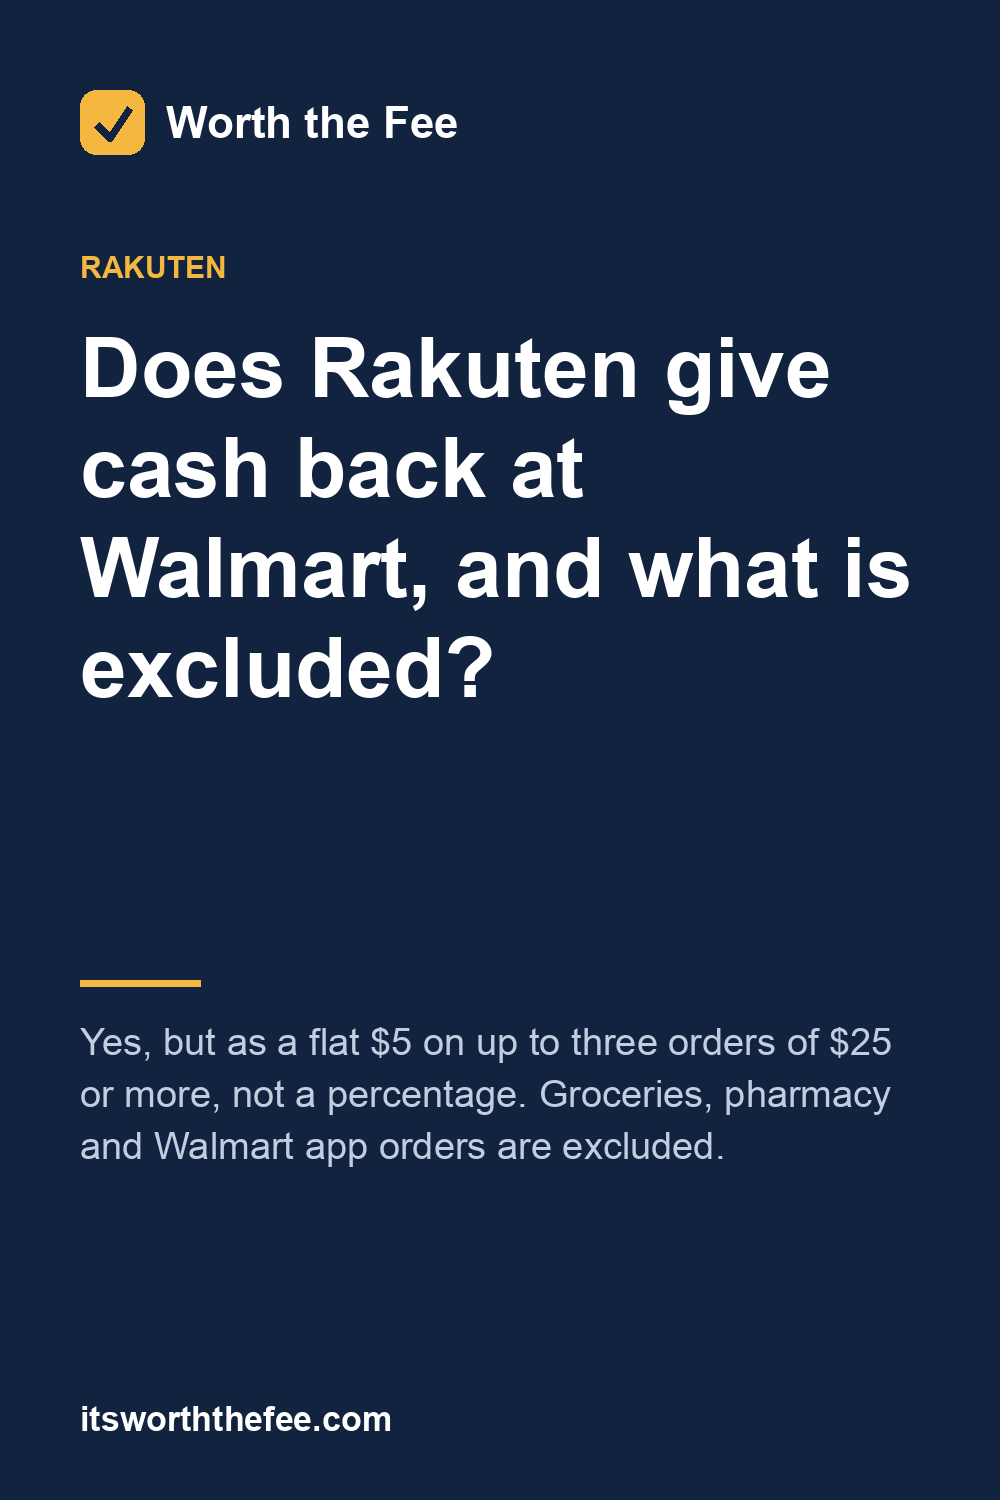 Worth the Fee
RAKUTEN
Does Rakuten give
cash back at
Walmart, and what is
excluded?
Yes, but as a flat $5 on up to three orders of $25
or more, not a percentage. Groceries, pharmacy
and Walmart app orders are excluded.
itsworththefee.com